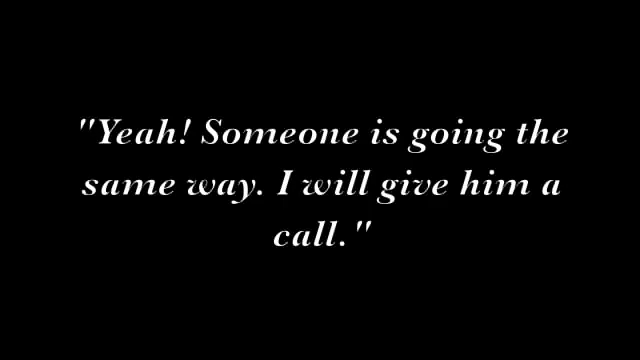 "Yeah! Someone is going the
same way. I will give him a
call."